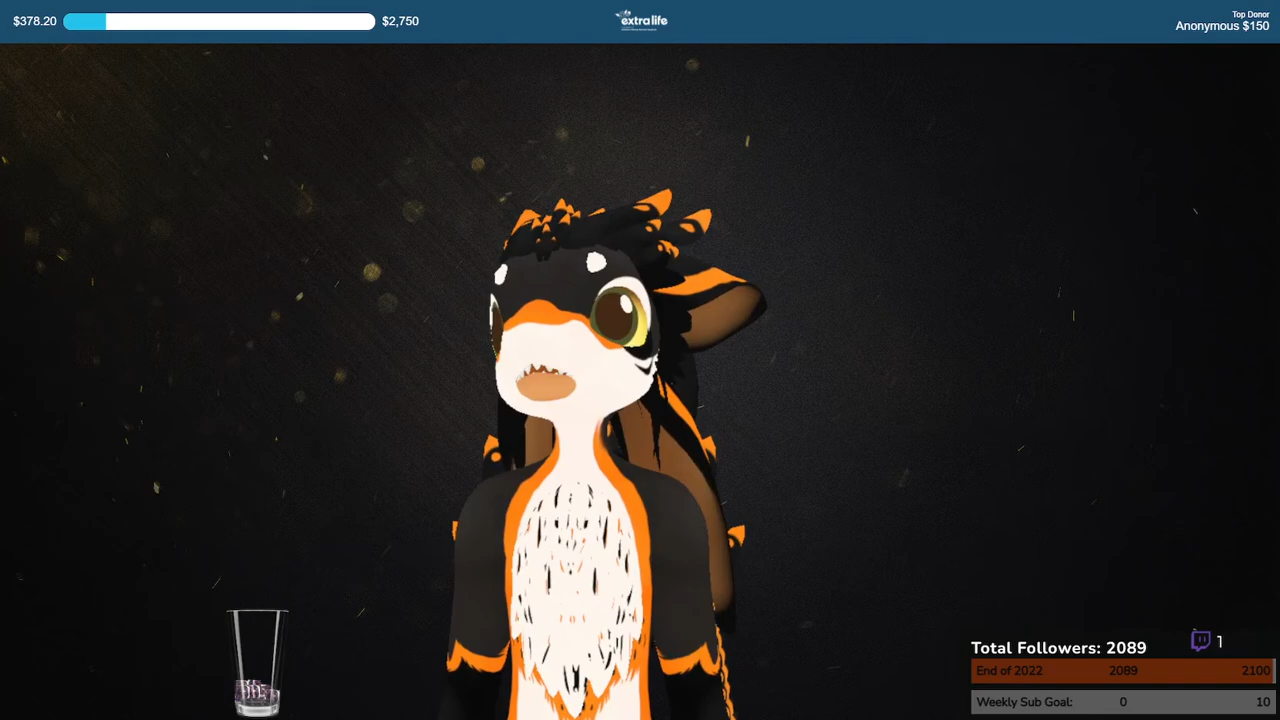 $378.20
$2,750
extralife
Top Donor
Anonymous $150
Total Followers: 2089
1
End of 2022 2089 2100
Weekly Sub Goal: 0 10